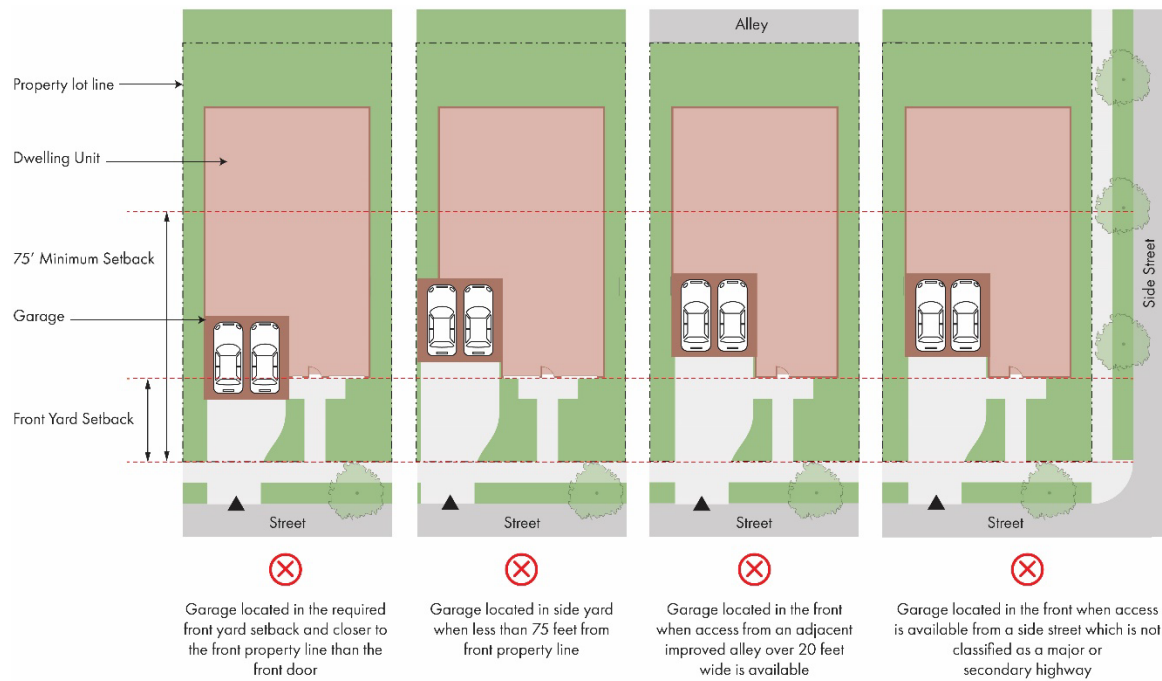 Alley
Property lot line
Dwelling Unit
75’ Minimum Setback
Garage
Front Yard Setback
Side Street
Street
Street
Street
Street
Garage located in the required
front yard setback and closer to
the front property line than the
front door
Garage located in side yard
when less than 75 feet from
front property line
Garage located in the front
when access from an adjacent
improved alley over 20 feet
wide is available
Garage located in the front when access
is available from a side street which is not
classified as a major or
secondary highway